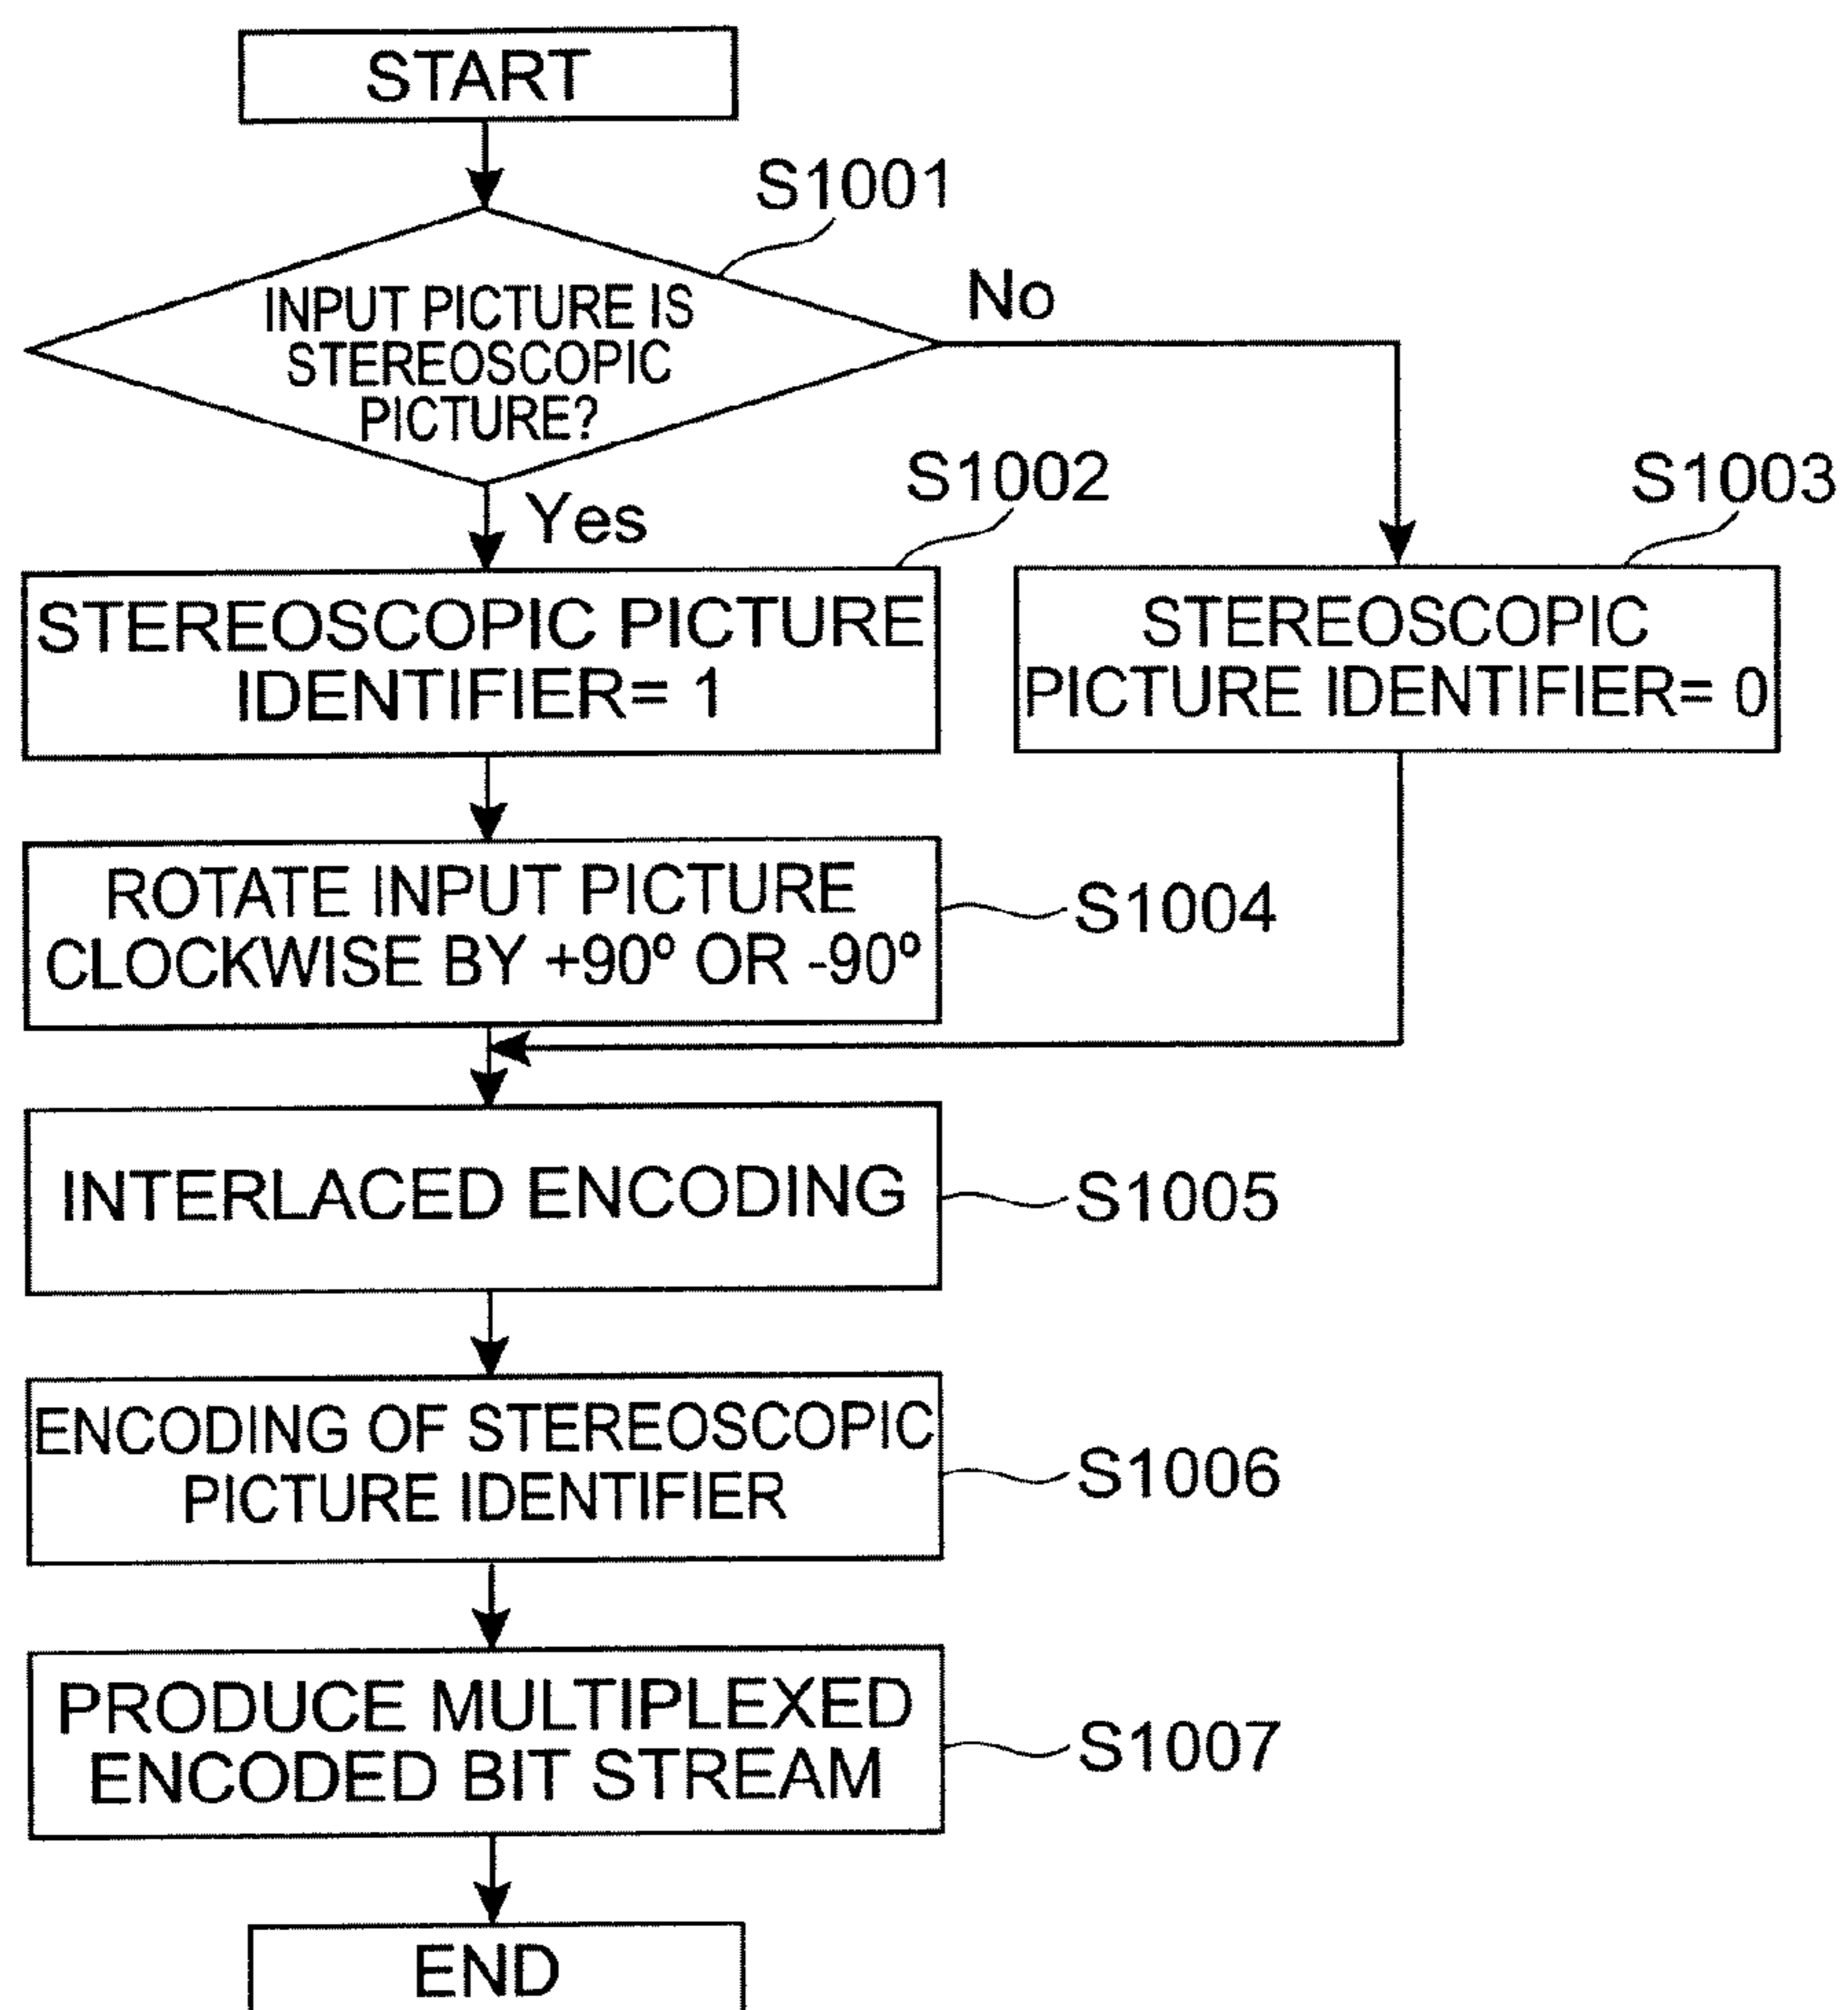 START
S1001
INPUT PICTURE IS
STEREOSCOPIC
PICTURE?
No
Yes
S1002
STEREOSCOPIC PICTURE
IDENTIFIER= 1
S1003
STEREOSCOPIC
PICTURE IDENTIFIER= 0
ROTATE INPUT PICTURE
CLOCKWISE BY +90º OR -90º
S1004
INTERLACED ENCODING
S1005
ENCODING OF STEREOSCOPIC
PICTURE IDENTIFIER
S1006
PRODUCE MULTIPLEXED
ENCODED BIT STREAM
S1007
END